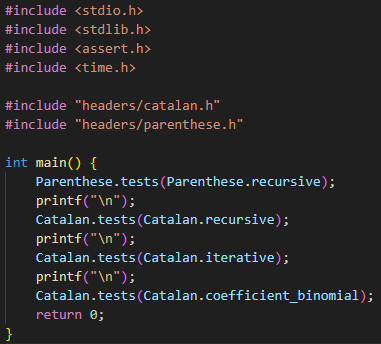 #include <stdio.h>
#include <stdlib.h>
#include <assert.h>
#include <time.h>

#include "headers/catalan.h"
#include "headers/parenthese.h"

int main() {
    Parenthese.tests(Parenthese.recursive);
    printf("\n");
    Catalan.tests(Catalan.recursive);
    printf("\n");
    Catalan.tests(Catalan.iterative);
    printf("\n");
    Catalan.tests(Catalan.coefficient_binomial);
    return 0;
}